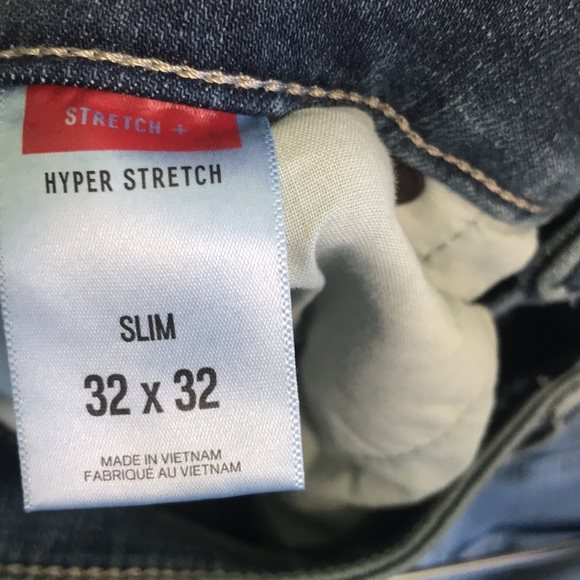 STRETCH +
HYPER STRETCH
SLIM
32 x 32
MADE IN VIETNAM
FABRIQUÉ AU VIETNAM